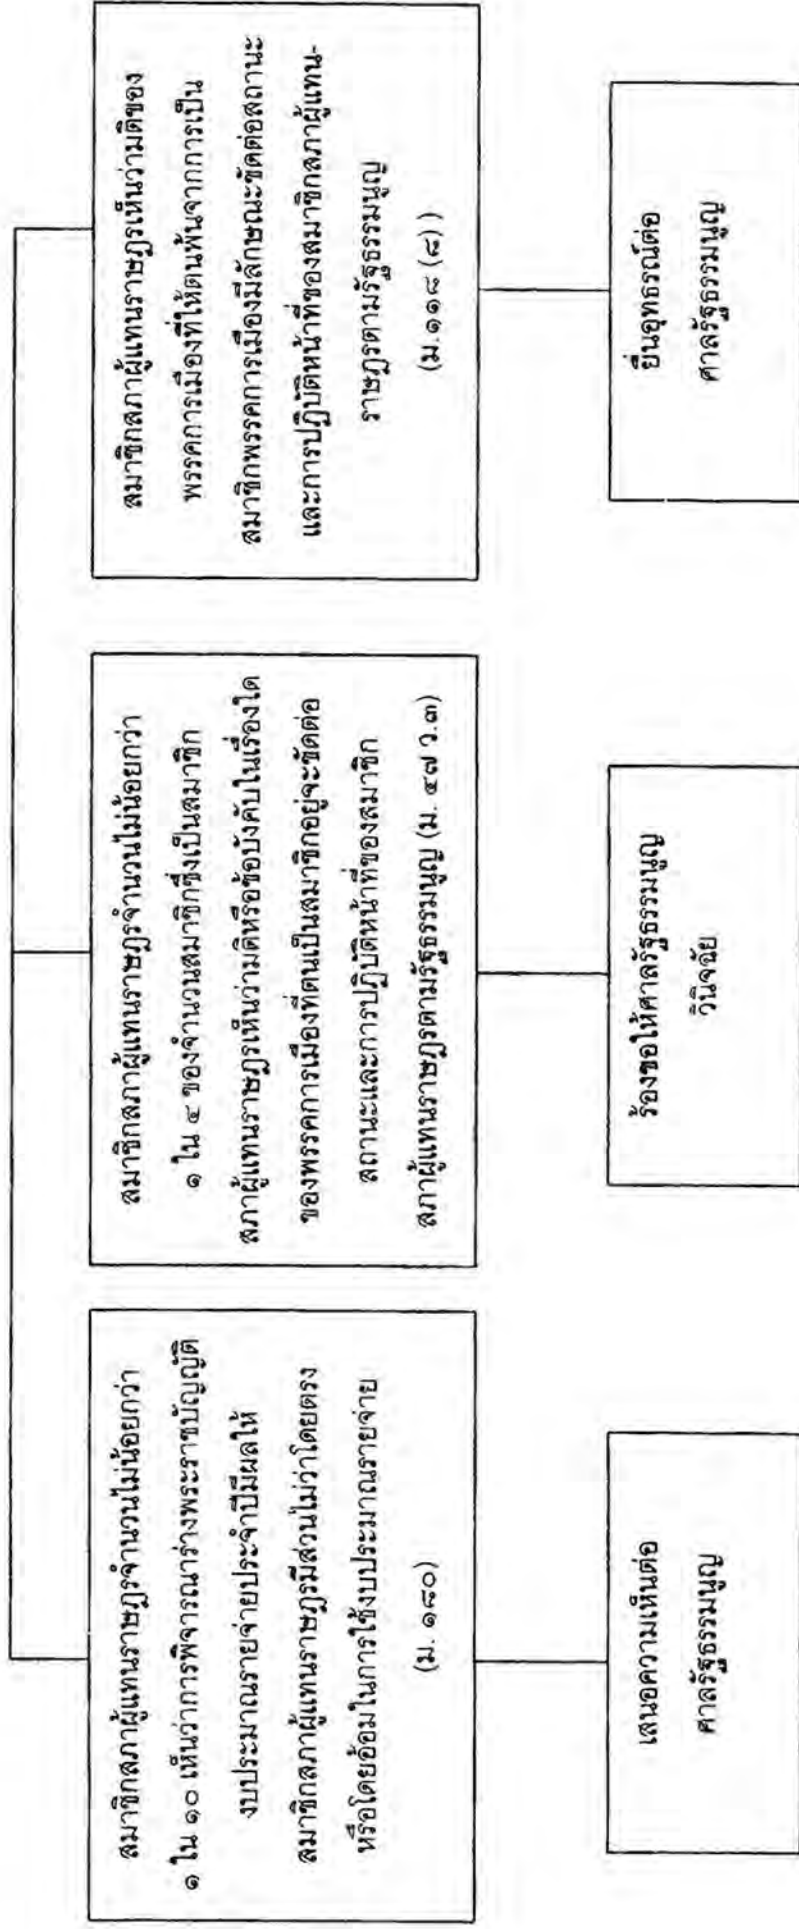 สมาชิกสภาผู้แทนราษฎรจำนวนไม่น้อยกว่า
๑ ใน ๑๐ เห็นว่าการพิจารณาร่างพระราชบัญญัติ
งบประมาณรายจ่ายประจำปีมีผลให้
สมาชิกสภาผู้แทนราษฎรมีส่วนไม่ว่าโดยตรง
หรือโดยอ้อมในการใช้งบประมาณรายจ่าย
(ม. ๑๘๐)
เสนอความเห็นต่อ
ศาลรัฐธรรมนูญ
สมาชิกสภาผู้แทนราษฎรจำนวนไม่น้อยกว่า
๑ ใน ๔ ของจำนวนสมาชิกซึ่งเป็นสมาชิก
สภาผู้แทนราษฎรเห็นว่ามติหรือข้อบังคับในเรื่องใด
ของพรรคการเมืองที่ตนเป็นสมาชิกอยู่จะขัดต่อ
สถานะและการปฏิบัติหน้าที่ของสมาชิก
สภาผู้แทนราษฎรตามรัฐธรรมนูญ (ม. ๔๗ ว.๓)
ร้องขอให้ศาลรัฐธรรมนูญ
วินิจฉัย
สมาชิกสภาผู้แทนราษฎรเห็นว่ามติของ
พรรคการเมืองที่ให้ตนพ้นจากการเป็น
สมาชิกพรรคการเมืองมีลักษณะขัดต่อสถานะ
และการปฏิบัติหน้าที่ของสมาชิกสภาผู้แทน-
ราษฎรตามรัฐธรรมนูญ
(ม.๑๑๘ (๘) )
ยื่นอุทธรณ์ต่อ
ศาลรัฐธรรมนูญ